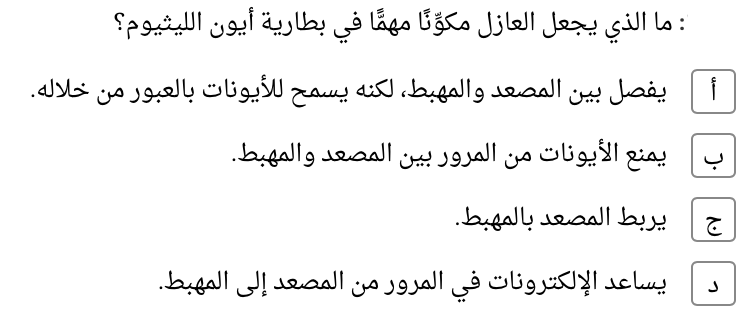 : ما الذي يجعل العازل مكوِّنًا مهمًّا في بطارية أيون الليثيوم؟
أ يفصل بين المصعد والمهبط، لكنه يسمح للأيونات بالعبور من خلاله.
ب يمنع الأيونات من المرور بين المصعد والمهبط.
ج يربط المصعد بالمهبط.
د يساعد الإلكترونات في المرور من المصعد إلى المهبط.